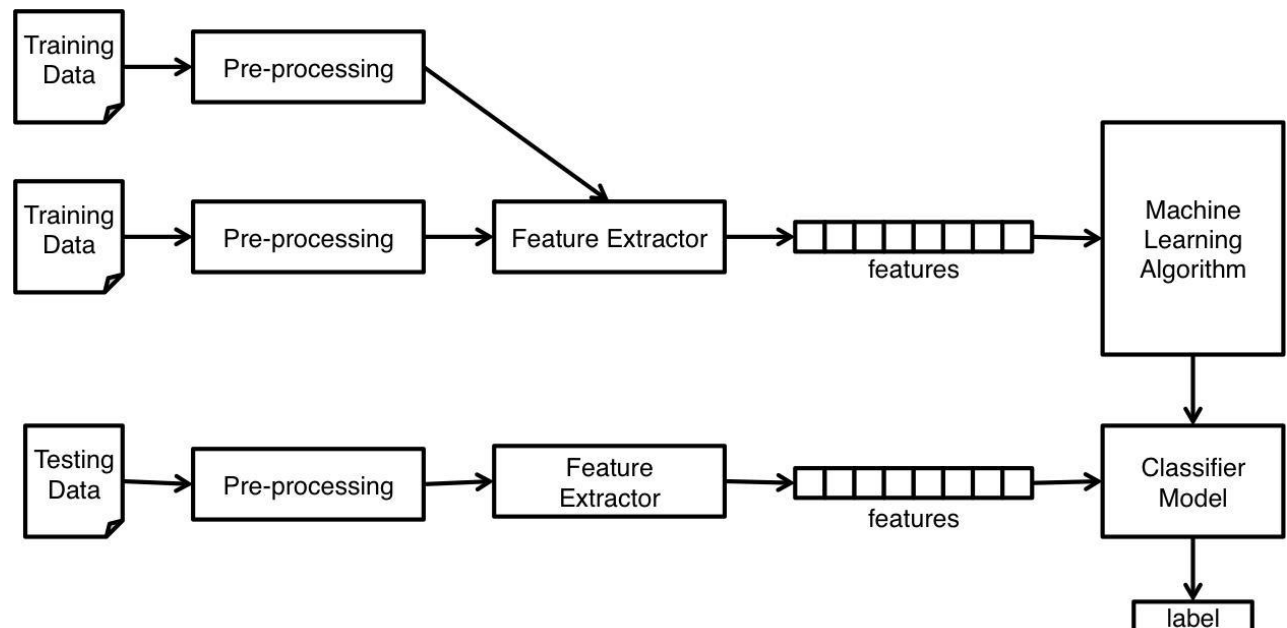 Training
Data
Pre-processing
Training
Data
Pre-processing
Feature Extractor
features
Machine
Learning
Algorithm
Testing
Data
Pre-processing
Feature
Extractor
features
Classifier
Model
label